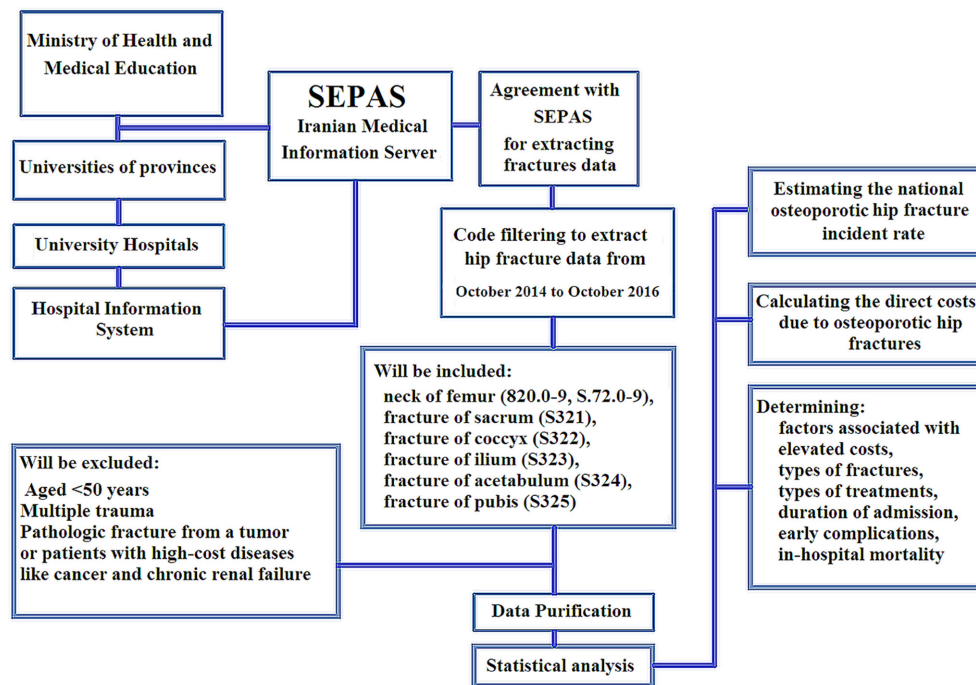 Ministry of Health and
Medical Education
Universities of provinces
University Hospitals
Hospital Information
System
SEPAS
Iranian Medical
Information Server
Agreement with
SEPAS
for extracting
fractures data
Code filtering to extract
hip fracture data from
October 2014 to October 2016
Will be included:
neck of femur (820.0-9, S.72.0-9),
fracture of sacrum (S321),
fracture of coccyx (S322),
fracture of ilium (S323),
fracture of acetabulum (S324),
fracture of pubis (S325)
Will be excluded:
Aged <50 years
Multiple trauma
Pathologic fracture from a tumor
or patients with high-cost diseases
like cancer and chronic renal failure
Data Purification
Statistical analysis
Estimating the national
osteoporotic hip fracture
incident rate
Calculating the direct costs
due to osteoporotic hip
fractures
Determining:
factors associated with
elevated costs,
types of fractures,
types of treatments,
duration of admission,
early complications,
in-hospital mortality